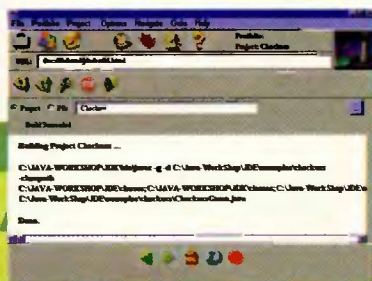 File Portfolio Project Options Navigate Goto Help
Portfolio:
Project: Checkers
URL:
Project File Checkers
Build Succeeded
Building Project Checkers ...
C:\JAVA-WORKSHOP\JDK\bin\javac -g -d C:\Java-WorkShop\JDE\examples\checkers
-classpath
C:\JAVA-WORKSHOP\JDE\classes;C:\JAVA-WORKSHOP\JDK\classes;C:\Java-WorkShop\JDE\e
C:\Java-WorkShop\JDE\examples\checkers\CheckersGame.java
Done.